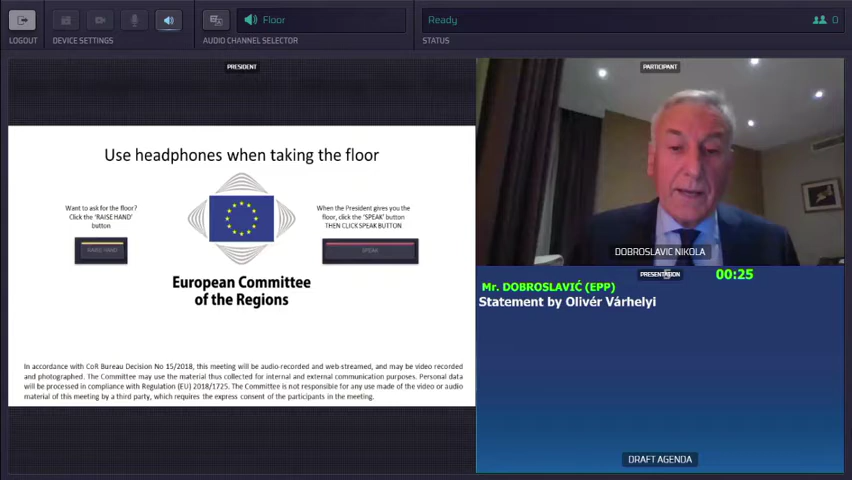 Floor
Ready
0
LOGOUT
DEVICE SETTINGS
AUDIO CHANNEL SELECTOR
STATUS
PRESIDENT
PARTICIPANT
Use headphones when taking the floor
Want to ask for the floor?
Click the 'RAISE HAND'
button
RAISE HAND
When the President gives you the
floor, click the 'SPEAK' button
THEN CLICK SPEAK BUTTON
SPEAK
European Committee
of the Regions
In accordance with CoR Bureau Decision No 15/2018, this meeting will be audio-recorded and web-streamed, and may be video recorded
and photographed. The Committee may use the material thus collected for internal and external communication purposes. Personal data
will be processed in compliance with Regulation (EU) 2018/1725. The Committee is not responsible for any use made of the video or audio
material of this meeting by a third party, which requires the express consent of the participants in the meeting.
DOBROSLAVIC NIKOLA
PRESENTATION
00:25
Mr. DOBROSLAVIĆ (EPP)
Statement by Olivér Várhelyi
DRAFT AGENDA